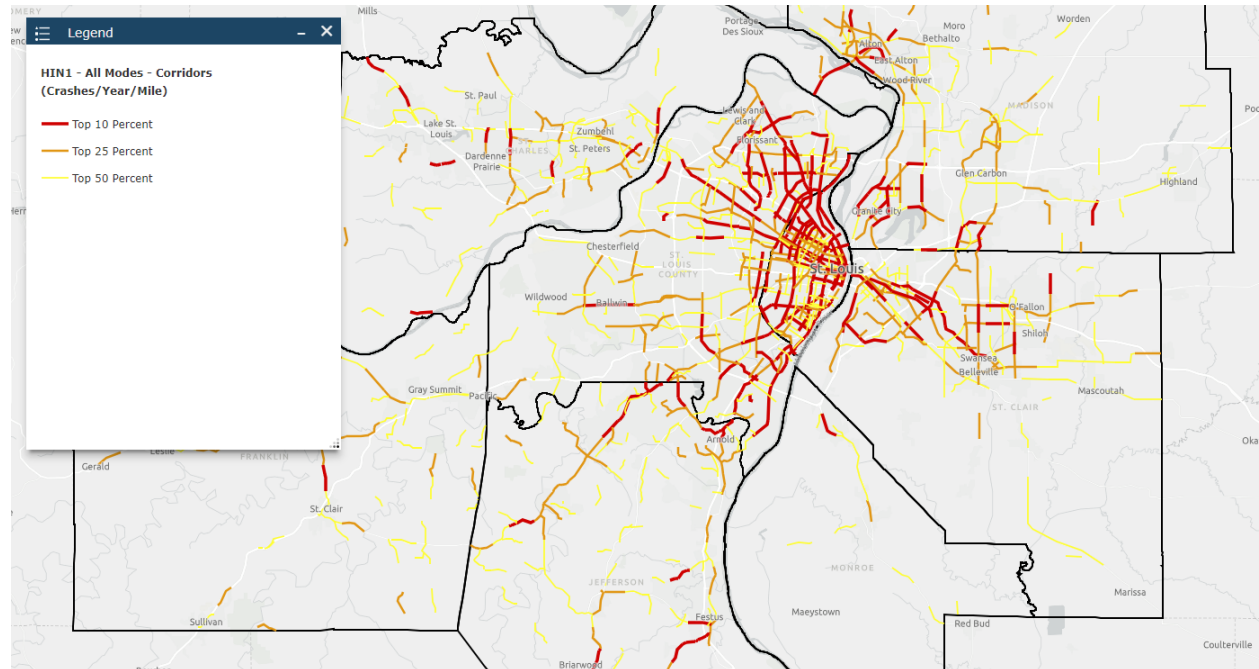 Legend
HIN1 - All Modes - Corridors
(Crashes/Year/Mile)
Top 10 Percent
Top 25 Percent
Top 50 Percent
Mills
Portage
Des Sioux
Moro
Worden
Bethalto
Alton
East Alton
Wood River
MADISON
St. Paul
Lake St.
Louis
Zumbehl
ST.
CHARLES
St. Peters
Dardenne
Prairie
Lewis and
Clark
Florissant
Glen Carbon
Highland
Granite City
Chesterfield
ST.
LOUIS
COUNTY
St. Louis
Wildwood
Ballwin
O'Fallon
Shiloh
Swansea
Belleville
Mascoutah
ST. CLAIR
Gray Summit
Pacific
Arnold
Leslie
FRANKLIN
Gerald
St. Clair
JEFFERSON
MONROE
Maeystown
Marissa
Sullivan
Festus
Red Bud
Coulterville
Briarwood